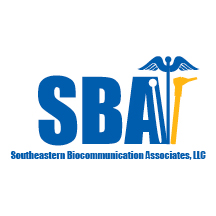 SBA
Southeastern Biocommunication Associates, LLC